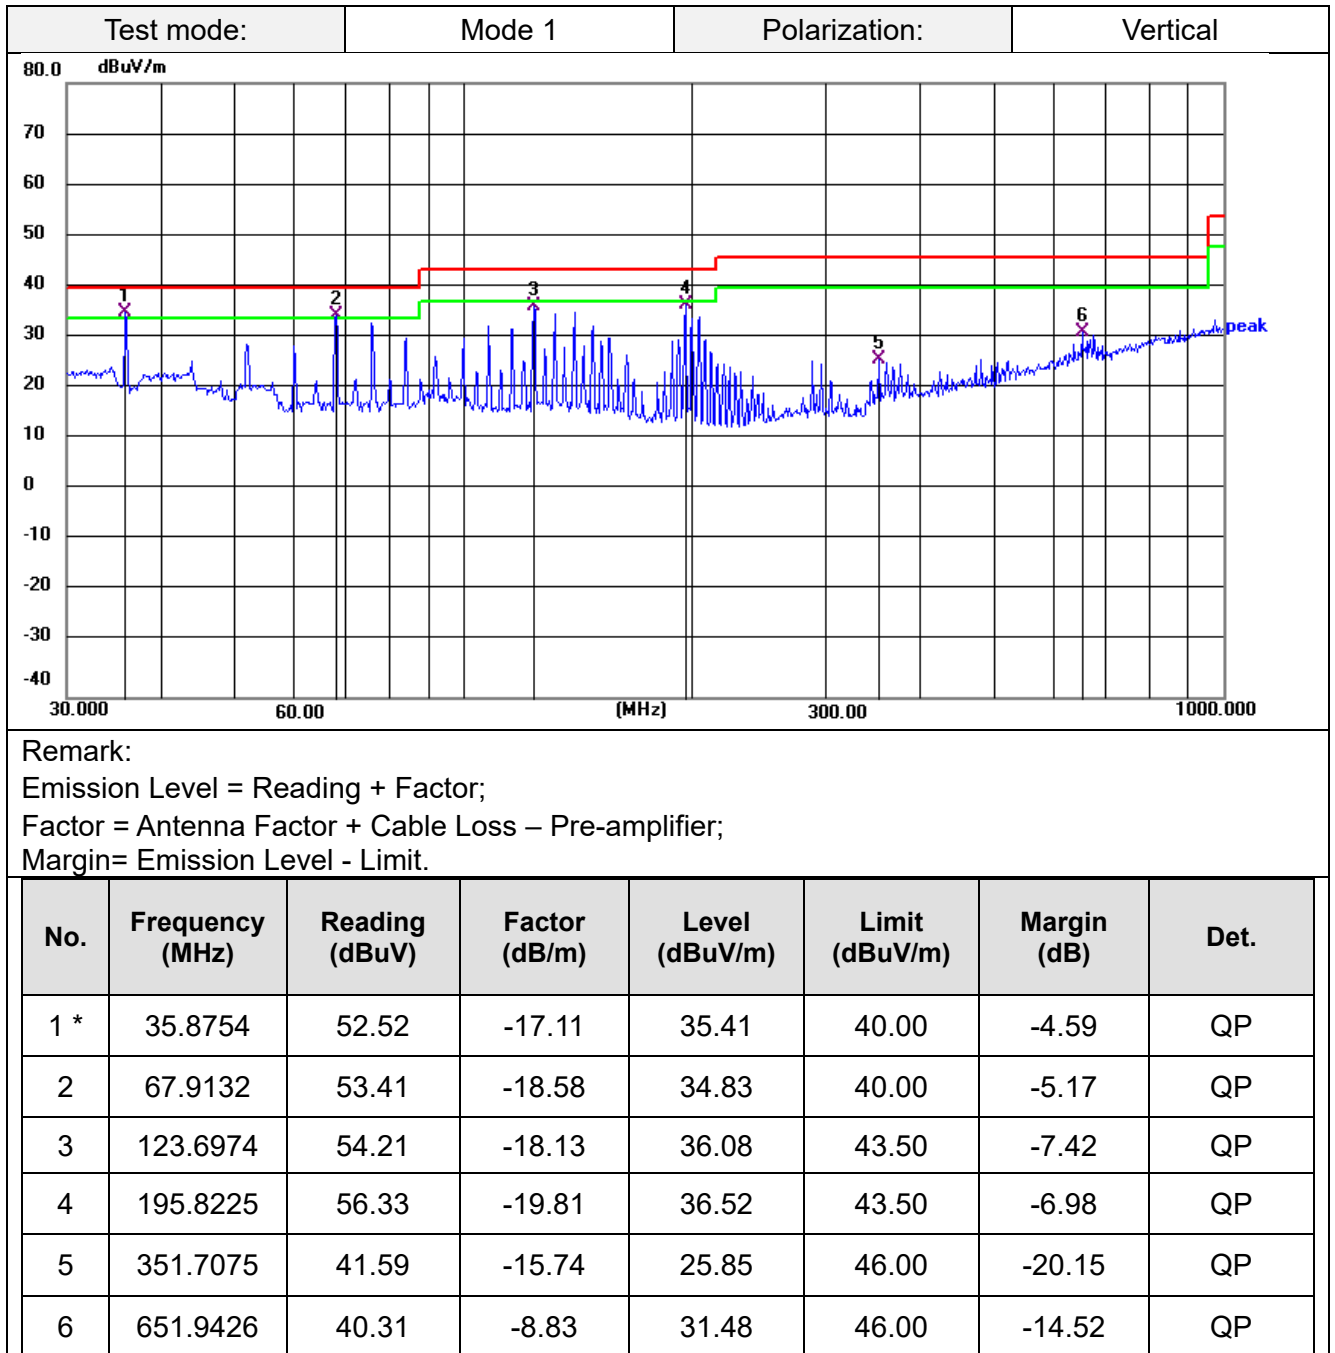 Test mode: Mode 1 Polarization: Vertical
80.0 dBuV/m
70
60
50
40
30
20
10
0
-10
-20
-30
-40
1 2 3 4 5 6
peak
30.000 60.00 (MHz) 300.00 1000.000
Remark:
Emission Level = Reading + Factor;
Factor = Antenna Factor + Cable Loss – Pre-amplifier;
Margin= Emission Level - Limit.
No. Frequency (MHz) Reading (dBuV) Factor (dB/m) Level (dBuV/m) Limit (dBuV/m) Margin (dB) Det.
1 * 35.8754 52.52 -17.11 35.41 40.00 -4.59 QP
2 67.9132 53.41 -18.58 34.83 40.00 -5.17 QP
3 123.6974 54.21 -18.13 36.08 43.50 -7.42 QP
4 195.8225 56.33 -19.81 36.52 43.50 -6.98 QP
5 351.7075 41.59 -15.74 25.85 46.00 -20.15 QP
6 651.9426 40.31 -8.83 31.48 46.00 -14.52 QP